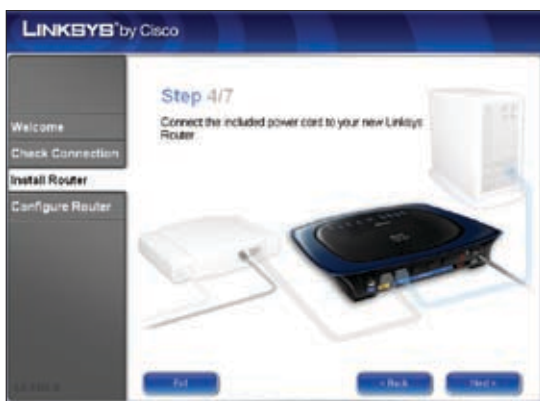 LINKSYS® by Cisco
Step 4/7
Connect the included power cord to your new Linksys
Router
Welcome
Check Connection
Install Router
Configure Router
Exit
< Back
Next >